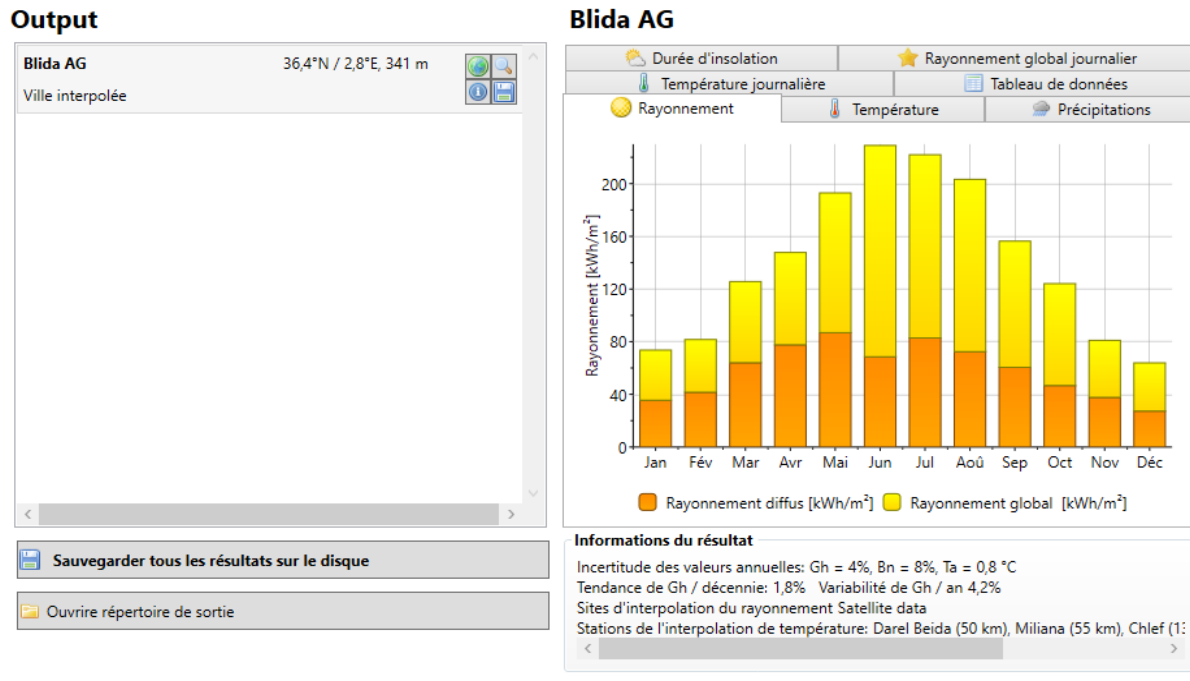 Output
Blida AG
36,4°N / 2,8°E, 341 m
Ville interpolée
Sauvegarder tous les résultats sur le disque
Ouvrire répertoire de sortie
Blida AG
Durée d'insolation
Rayonnement global journalier
Température journalière
Tableau de données
Rayonnement
Température
Précipitations
Rayonnement [kWh/m²]
200
160
120
80
40
0
Jan Fév Mar Avr Mai Jun Jul Aoû Sep Oct Nov Déc
Rayonnement diffus [kWh/m²] Rayonnement global [kWh/m²]
Informations du résultat
Incertitude des valeurs annuelles: Gh = 4%, Bn = 8%, Ta = 0,8 °C
Tendance de Gh / décennie: 1,8% Variabilité de Gh / an 4,2%
Sites d'interpolation du rayonnement Satellite data
Stations de l'interpolation de température: Darel Beida (50 km), Miliana (55 km), Chlef